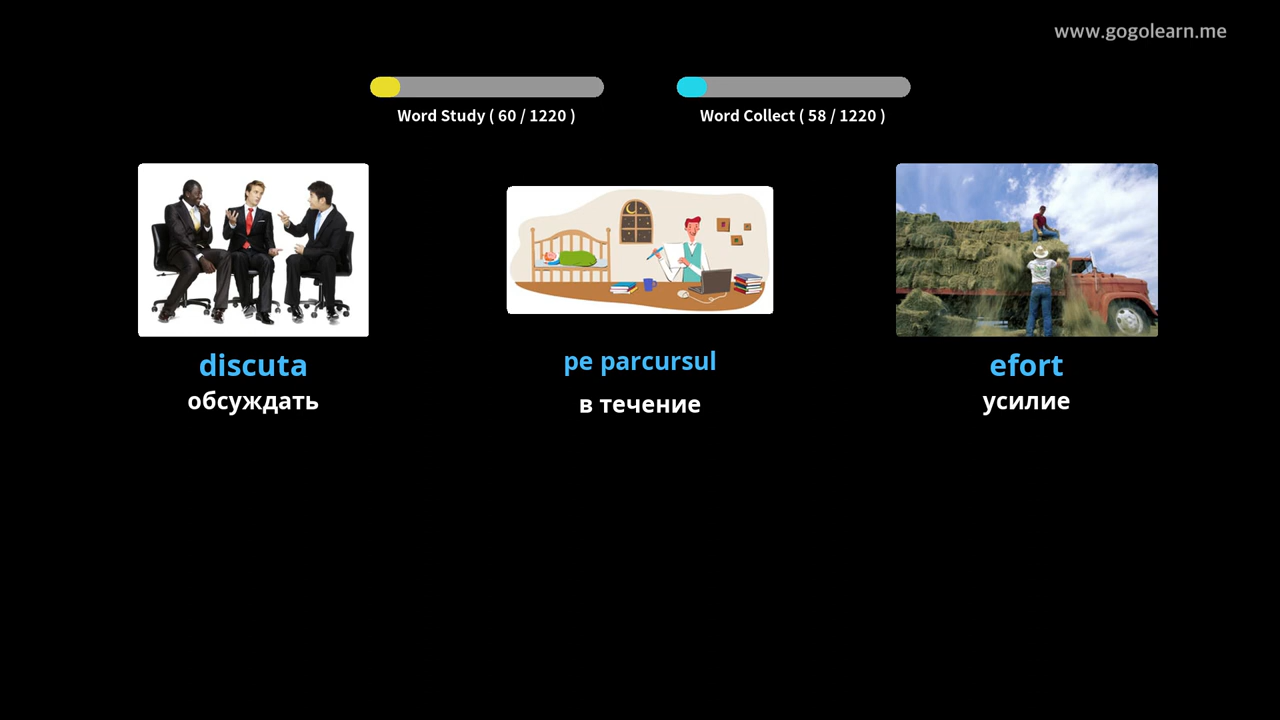 www.gogolearn.me
Word Study ( 60 / 1220 )
Word Collect ( 58 / 1220 )
discuta
обсуждать
pe parcursul
в течение
efort
усилие